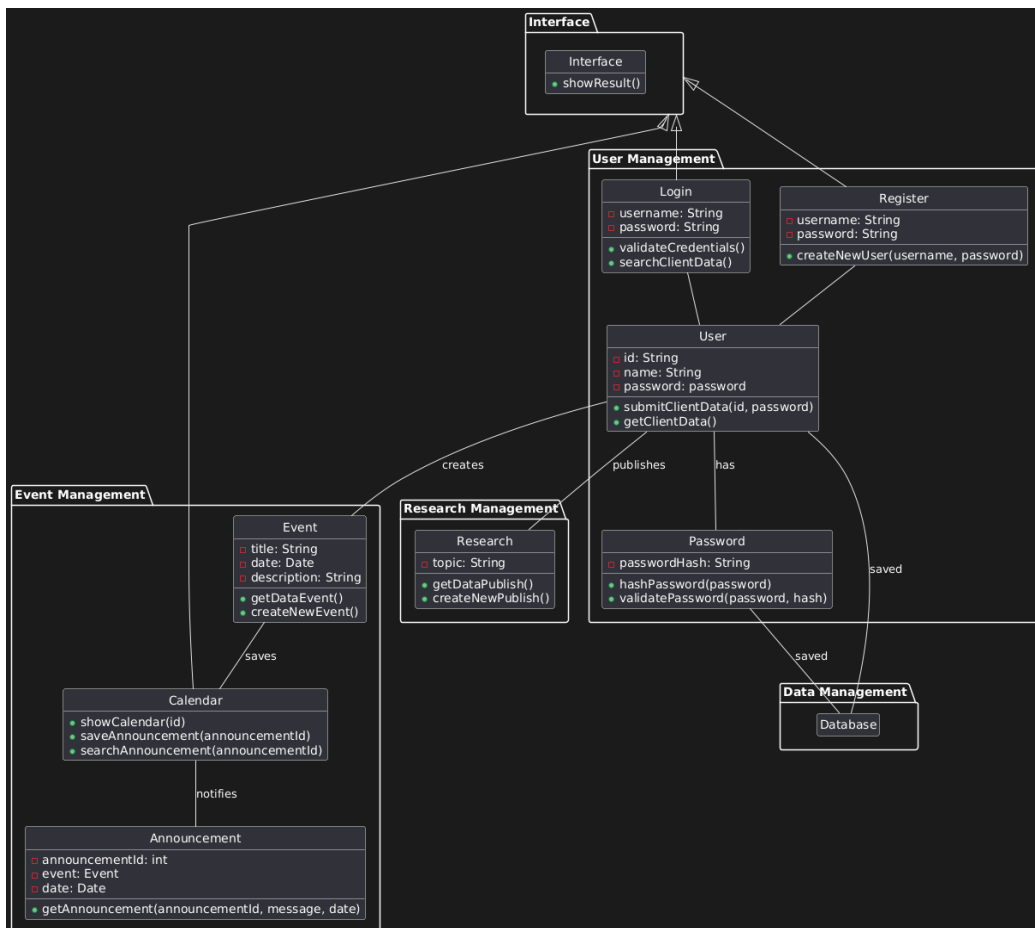 Interface
Interface
showResult()
User Management
Login
username: String
password: String
validateCredentials()
searchClientData()
Register
username: String
password: String
createNewUser(username, password)
User
id: String
name: String
password: password
submitClientData(id, password)
getClientData()
creates
publishes
has
saved
Event Management
Event
title: String
date: Date
description: String
getDataEvent()
createNewEvent()
Research Management
Research
topic: String
getDataPublish()
createNewPublish()
Password
passwordHash: String
hashPassword(password)
validatePassword(password, hash)
saves
saved
Calendar
showCalendar(id)
saveAnnouncement(announcementId)
searchAnnouncement(announcementId)
Data Management
Database
notifies
Announcement
announcementId: int
event: Event
date: Date
getAnnouncement(announcementId, message, date)